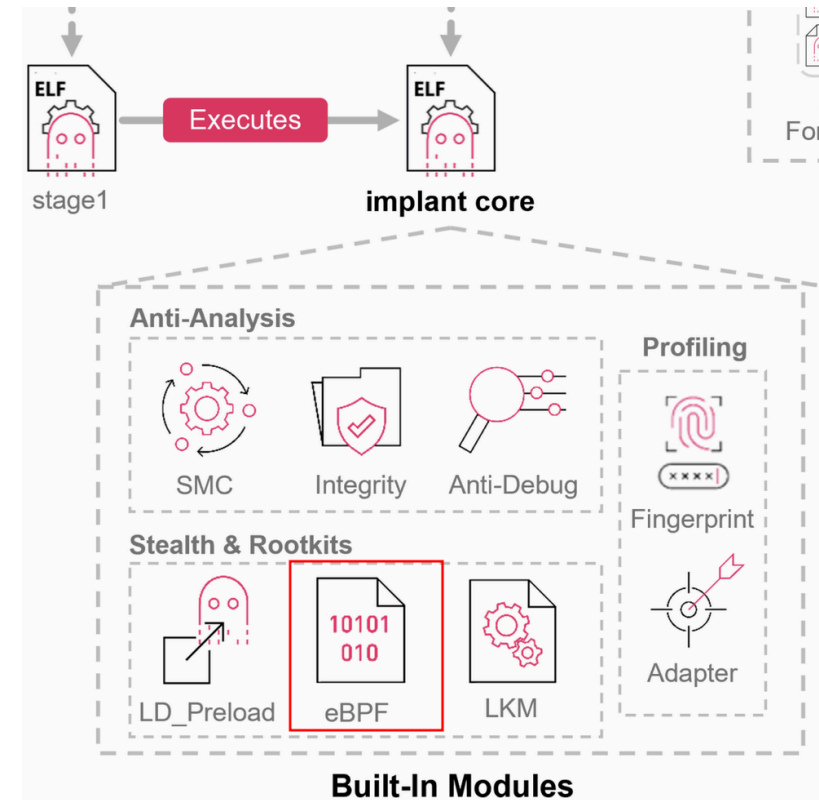 ELF
ELF
Executes
For
stage1
implant core
Anti-Analysis
Profiling
SMC
Integrity
Anti-Debug
××××|
Fingerprint
Stealth & Rootkits
10101
010
Adapter
LD_Preload
eBPF
LKM
Built-In Modules